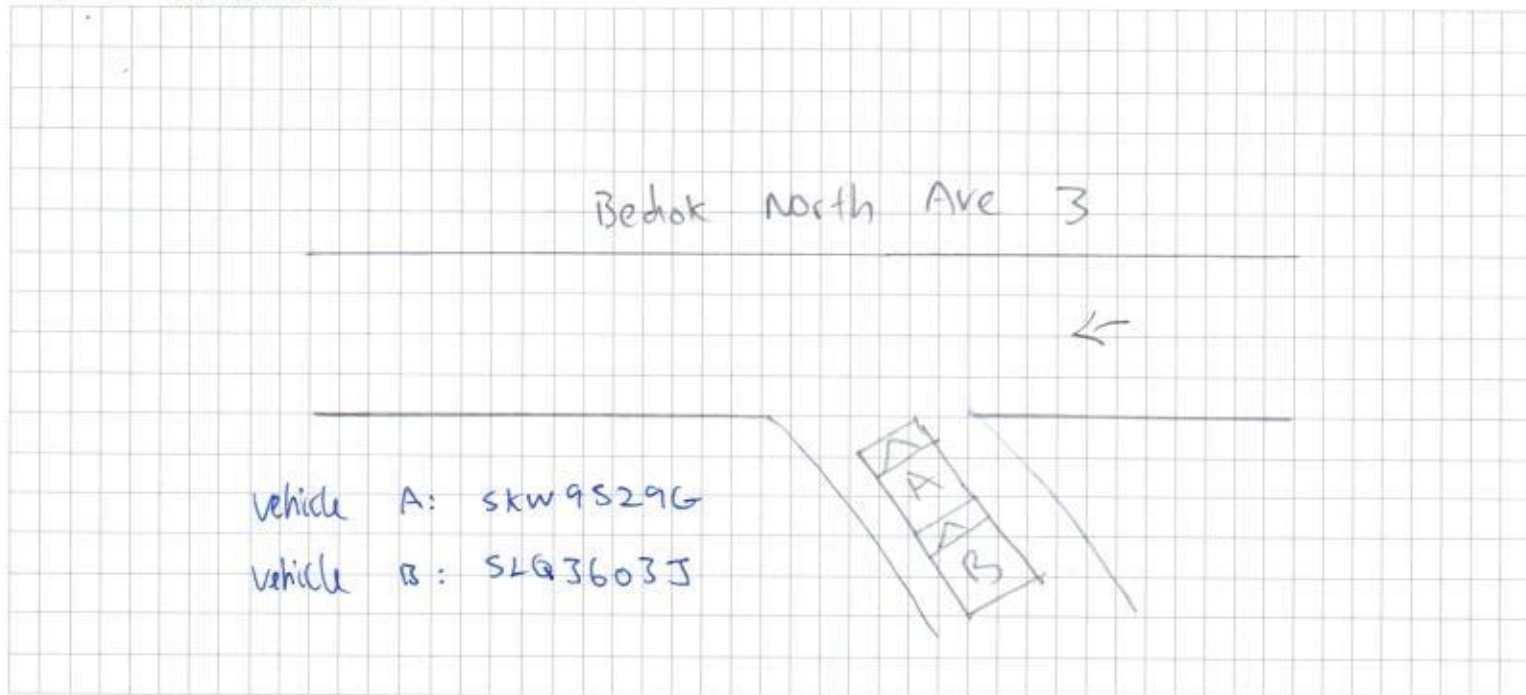 Bedok North Ave 3
vehicle A: SKW9529G
vehicle B: SLQ3603J
A
B